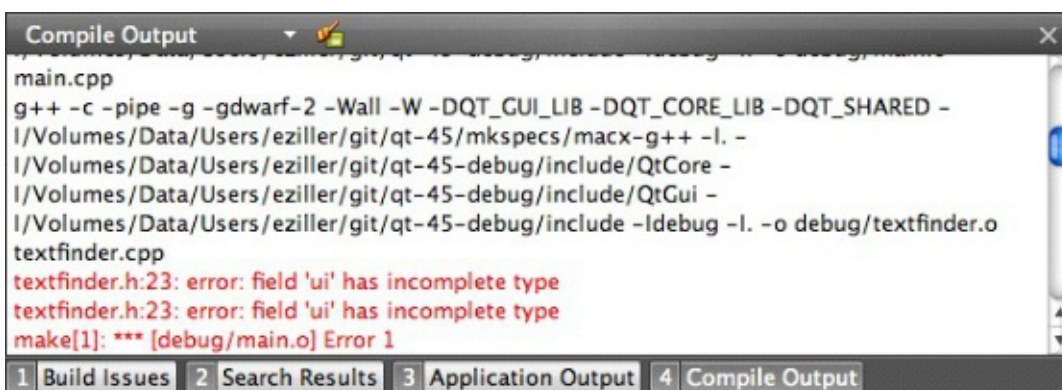 Compile Output
main.cpp
g++ -c -pipe -g -gdwarf-2 -Wall -W -DQT_GUI_LIB -DQT_CORE_LIB -DQT_SHARED -
I/Volumes/Data/Users/eziller/git/qt-45/mkspecs/macx-g++ -I. -
I/Volumes/Data/Users/eziller/git/qt-45-debug/include/QtCore -
I/Volumes/Data/Users/eziller/git/qt-45-debug/include/QtGui -
I/Volumes/Data/Users/eziller/git/qt-45-debug/include -Idebug -I. -o debug/textfinder.o
textfinder.cpp
textfinder.h:23: error: field 'ui' has incomplete type
textfinder.h:23: error: field 'ui' has incomplete type
make[1]: *** [debug/main.o] Error 1
1 Build Issues 2 Search Results 3 Application Output 4 Compile Output